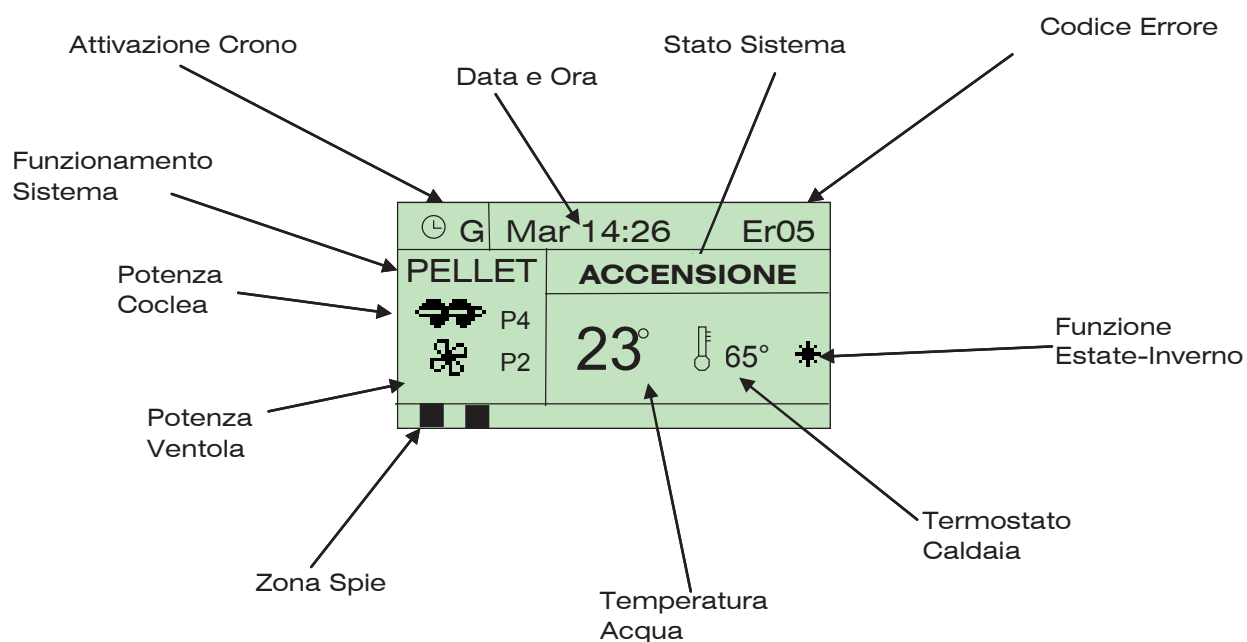 Attivazione Crono
Data e Ora
Stato Sistema
Codice Errore
Funzionamento
Sistema
Potenza
Coclea
Potenza
Ventola
Zona Spie
G
Mar 14:26
Er05
PELLET
ACCENSIONE
P4
P2
23°
65°
Funzione
Estate-Inverno
Termostato
Caldaia
Temperatura
Acqua